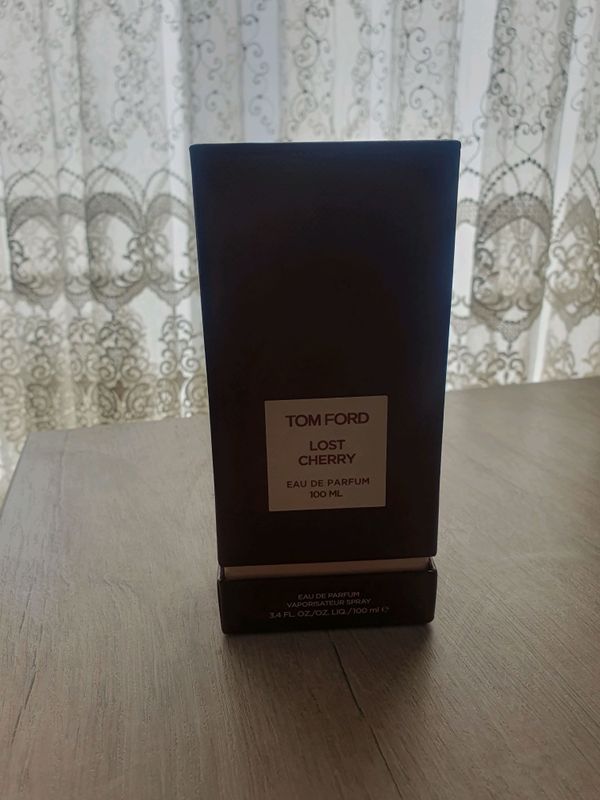 TOM FORD
LOST
CHERRY
EAU DE PARFUM
100 ML
EAU DE PARFUM
VAPORISATEUR SPRAY
3.4 FL. OZ./OZ. LIQ./100 ml ℮